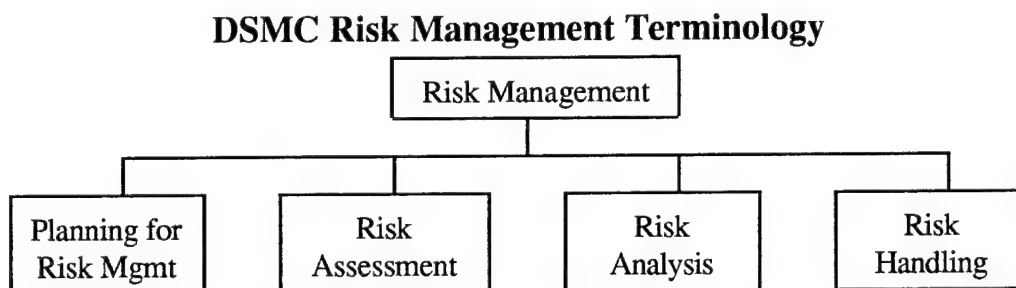 DSMC Risk Management Terminology
Risk Management
Planning for
Risk Mgmt
Risk
Assessment
Risk
Analysis
Risk
Handling